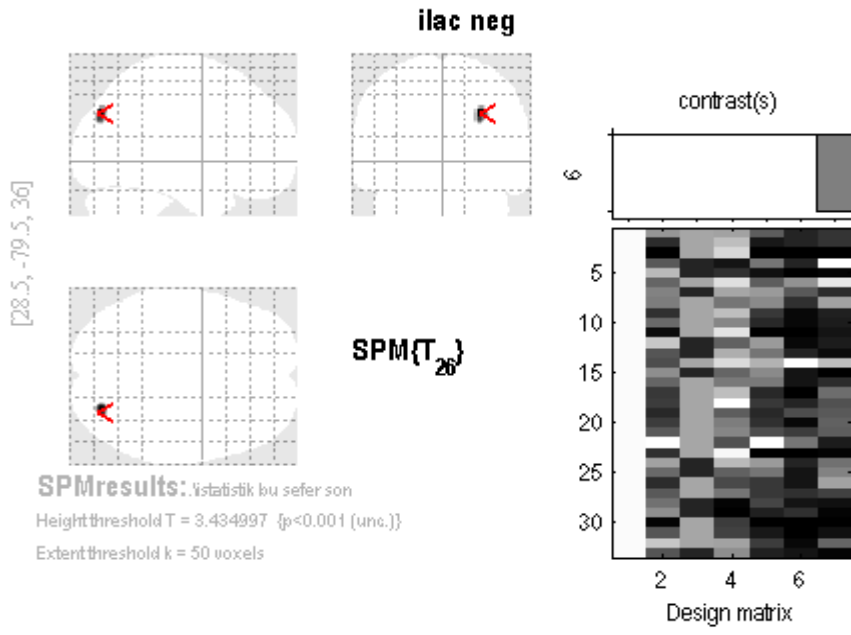 ilac neg
contrast(s)
6
[28.5, -79.5, 36]
SPM{T26}
5
10
15
20
25
30
2 4 6
Design matrix
SPMresults: .\istatistik bu sefer son
Height threshold T = 3.434997 {p<0.001 (unc.)}
Extent threshold k = 50 voxels